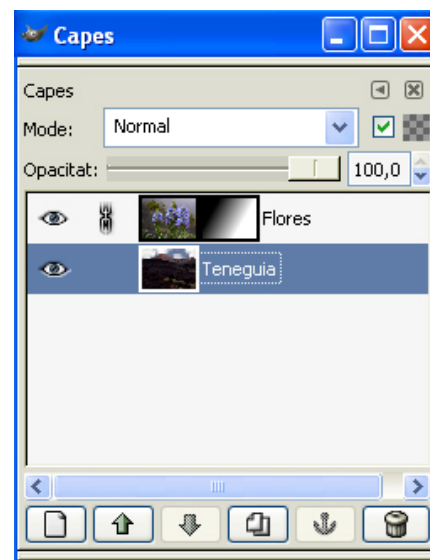 Capes
Capes
Mode: Normal
Opacitat: 100,0
Flores
Teneguia